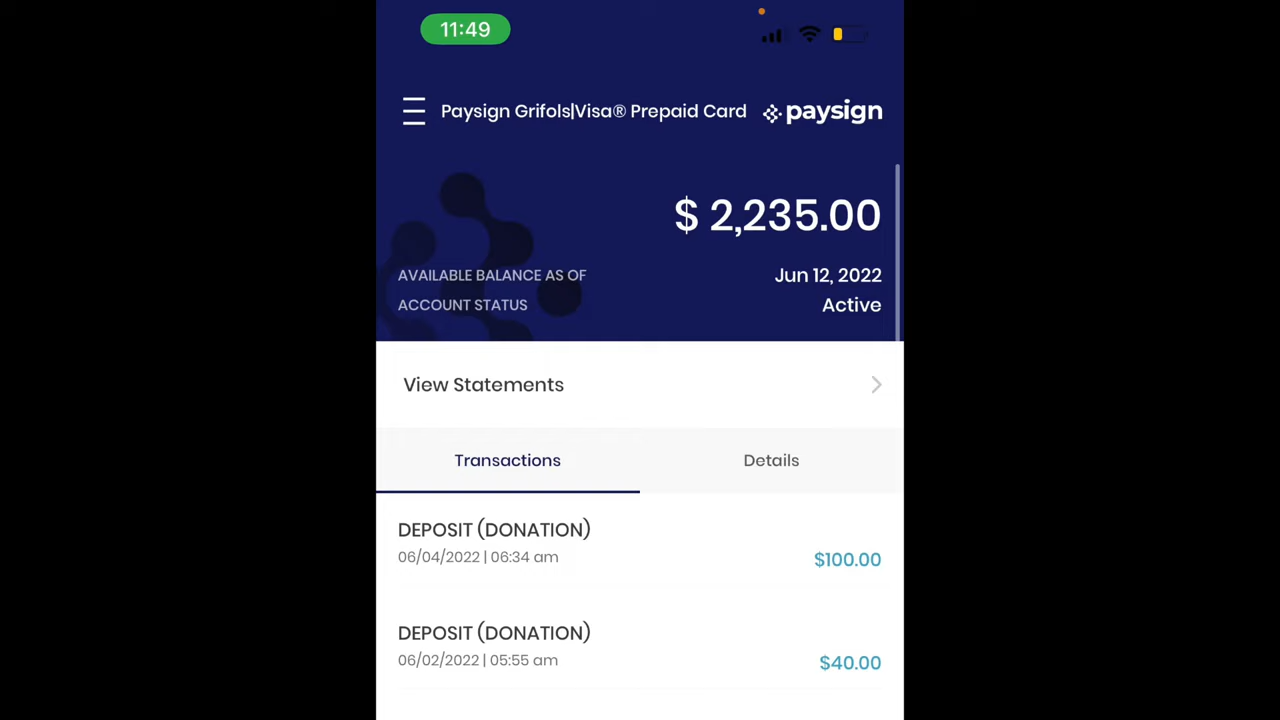 11:49
Paysign Grifols|Visa® Prepaid Card paysign
$ 2,235.00
AVAILABLE BALANCE AS OF Jun 12, 2022
ACCOUNT STATUS Active
View Statements
Transactions Details
DEPOSIT (DONATION)
06/04/2022 | 06:34 am $100.00
DEPOSIT (DONATION)
06/02/2022 | 05:55 am $40.00